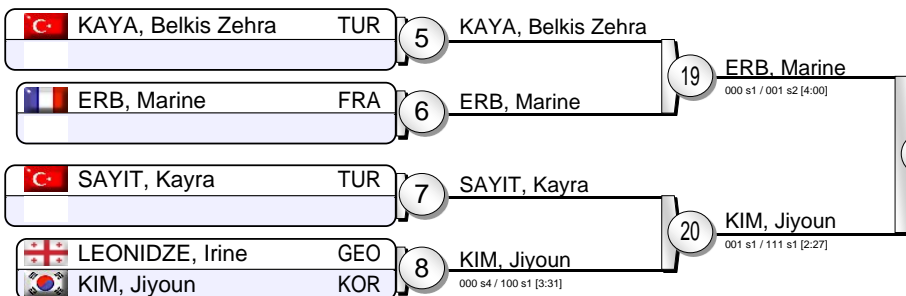 KAYA, Belkis Zehra TUR
5
KAYA, Belkis Zehra
19
ERB, Marine
000 s1 / 001 s2 [4:00]
ERB, Marine FRA
6
ERB, Marine
SAYIT, Kayra TUR
7
SAYIT, Kayra
20
KIM, Jiyoun
001 s1 / 111 s1 [2:27]
LEONIDZE, Irine GEO
KIM, Jiyoun KOR
8
KIM, Jiyoun
000 s4 / 100 s1 [3:31]